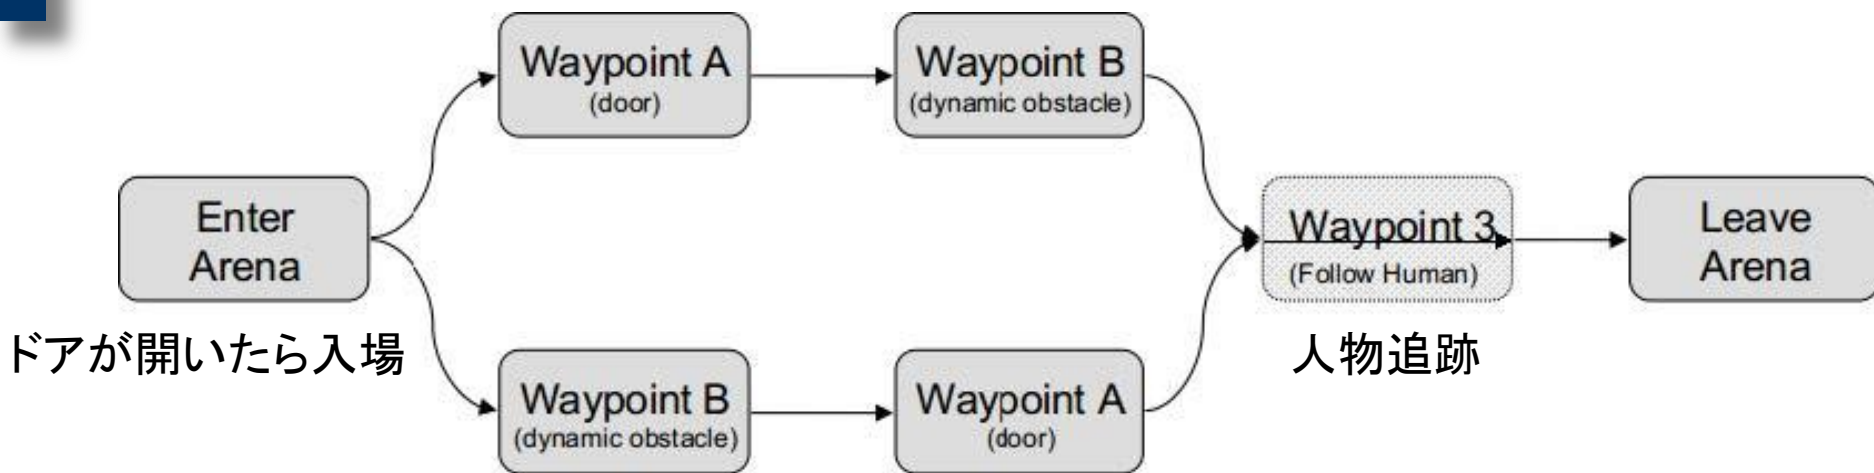 Waypoint A
(door)
Waypoint B
(dynamic obstacle)
Enter
Arena
ドアが開いたら入場
Waypoint B
(dynamic obstacle)
Waypoint A
(door)
Waypoint 3
(Follow Human)
人物追跡
Leave
Arena